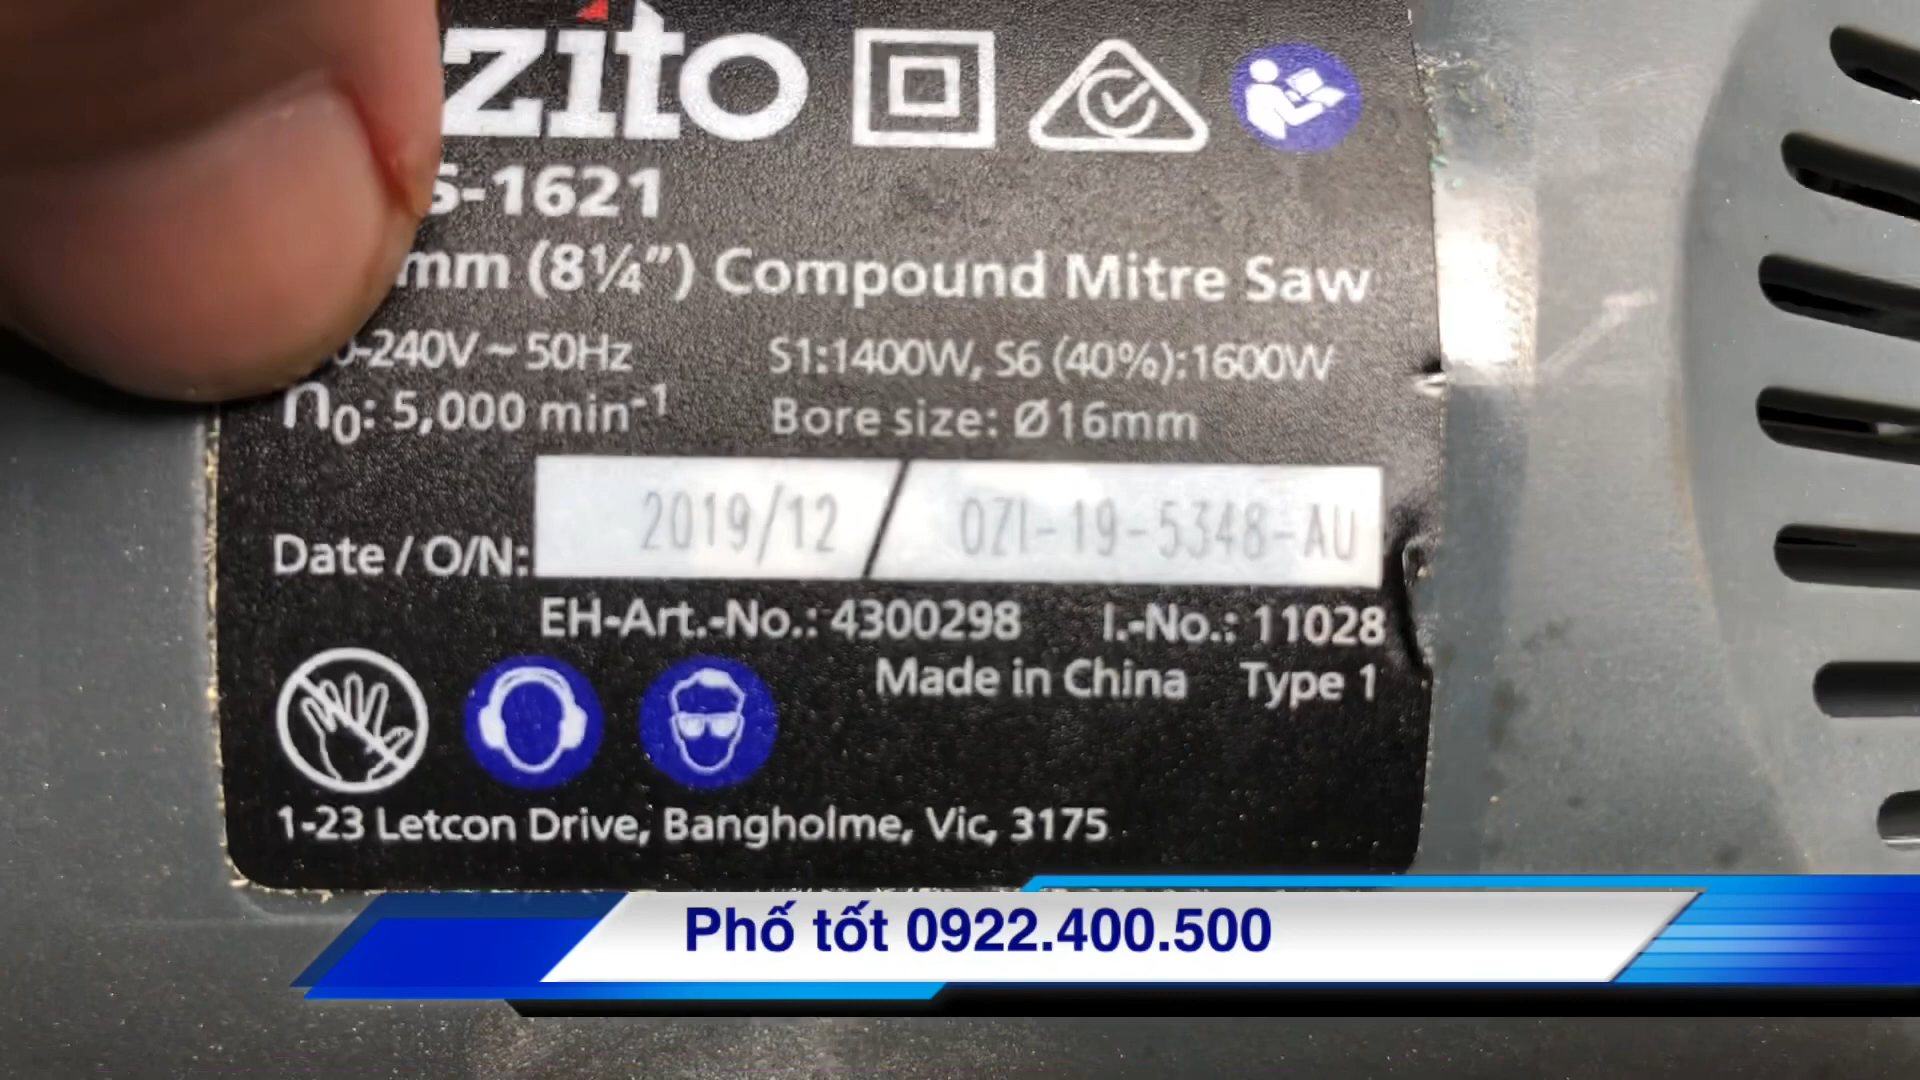 zito
S-1621
mm (8¼") Compound Mitre Saw
-240V ~ 50Hz S1:1400W, S6 (40%):1600W
n₀: 5,000 min⁻¹ Bore size: Ø16mm
Date / O/N: 2019/12 / OZI-19-5348-AU
EH-Art.-No.: 4300298 I.-No.: 11028
Made in China Type 1
1-23 Letcon Drive, Bangholme, Vic, 3175
Phố tốt 0922.400.500